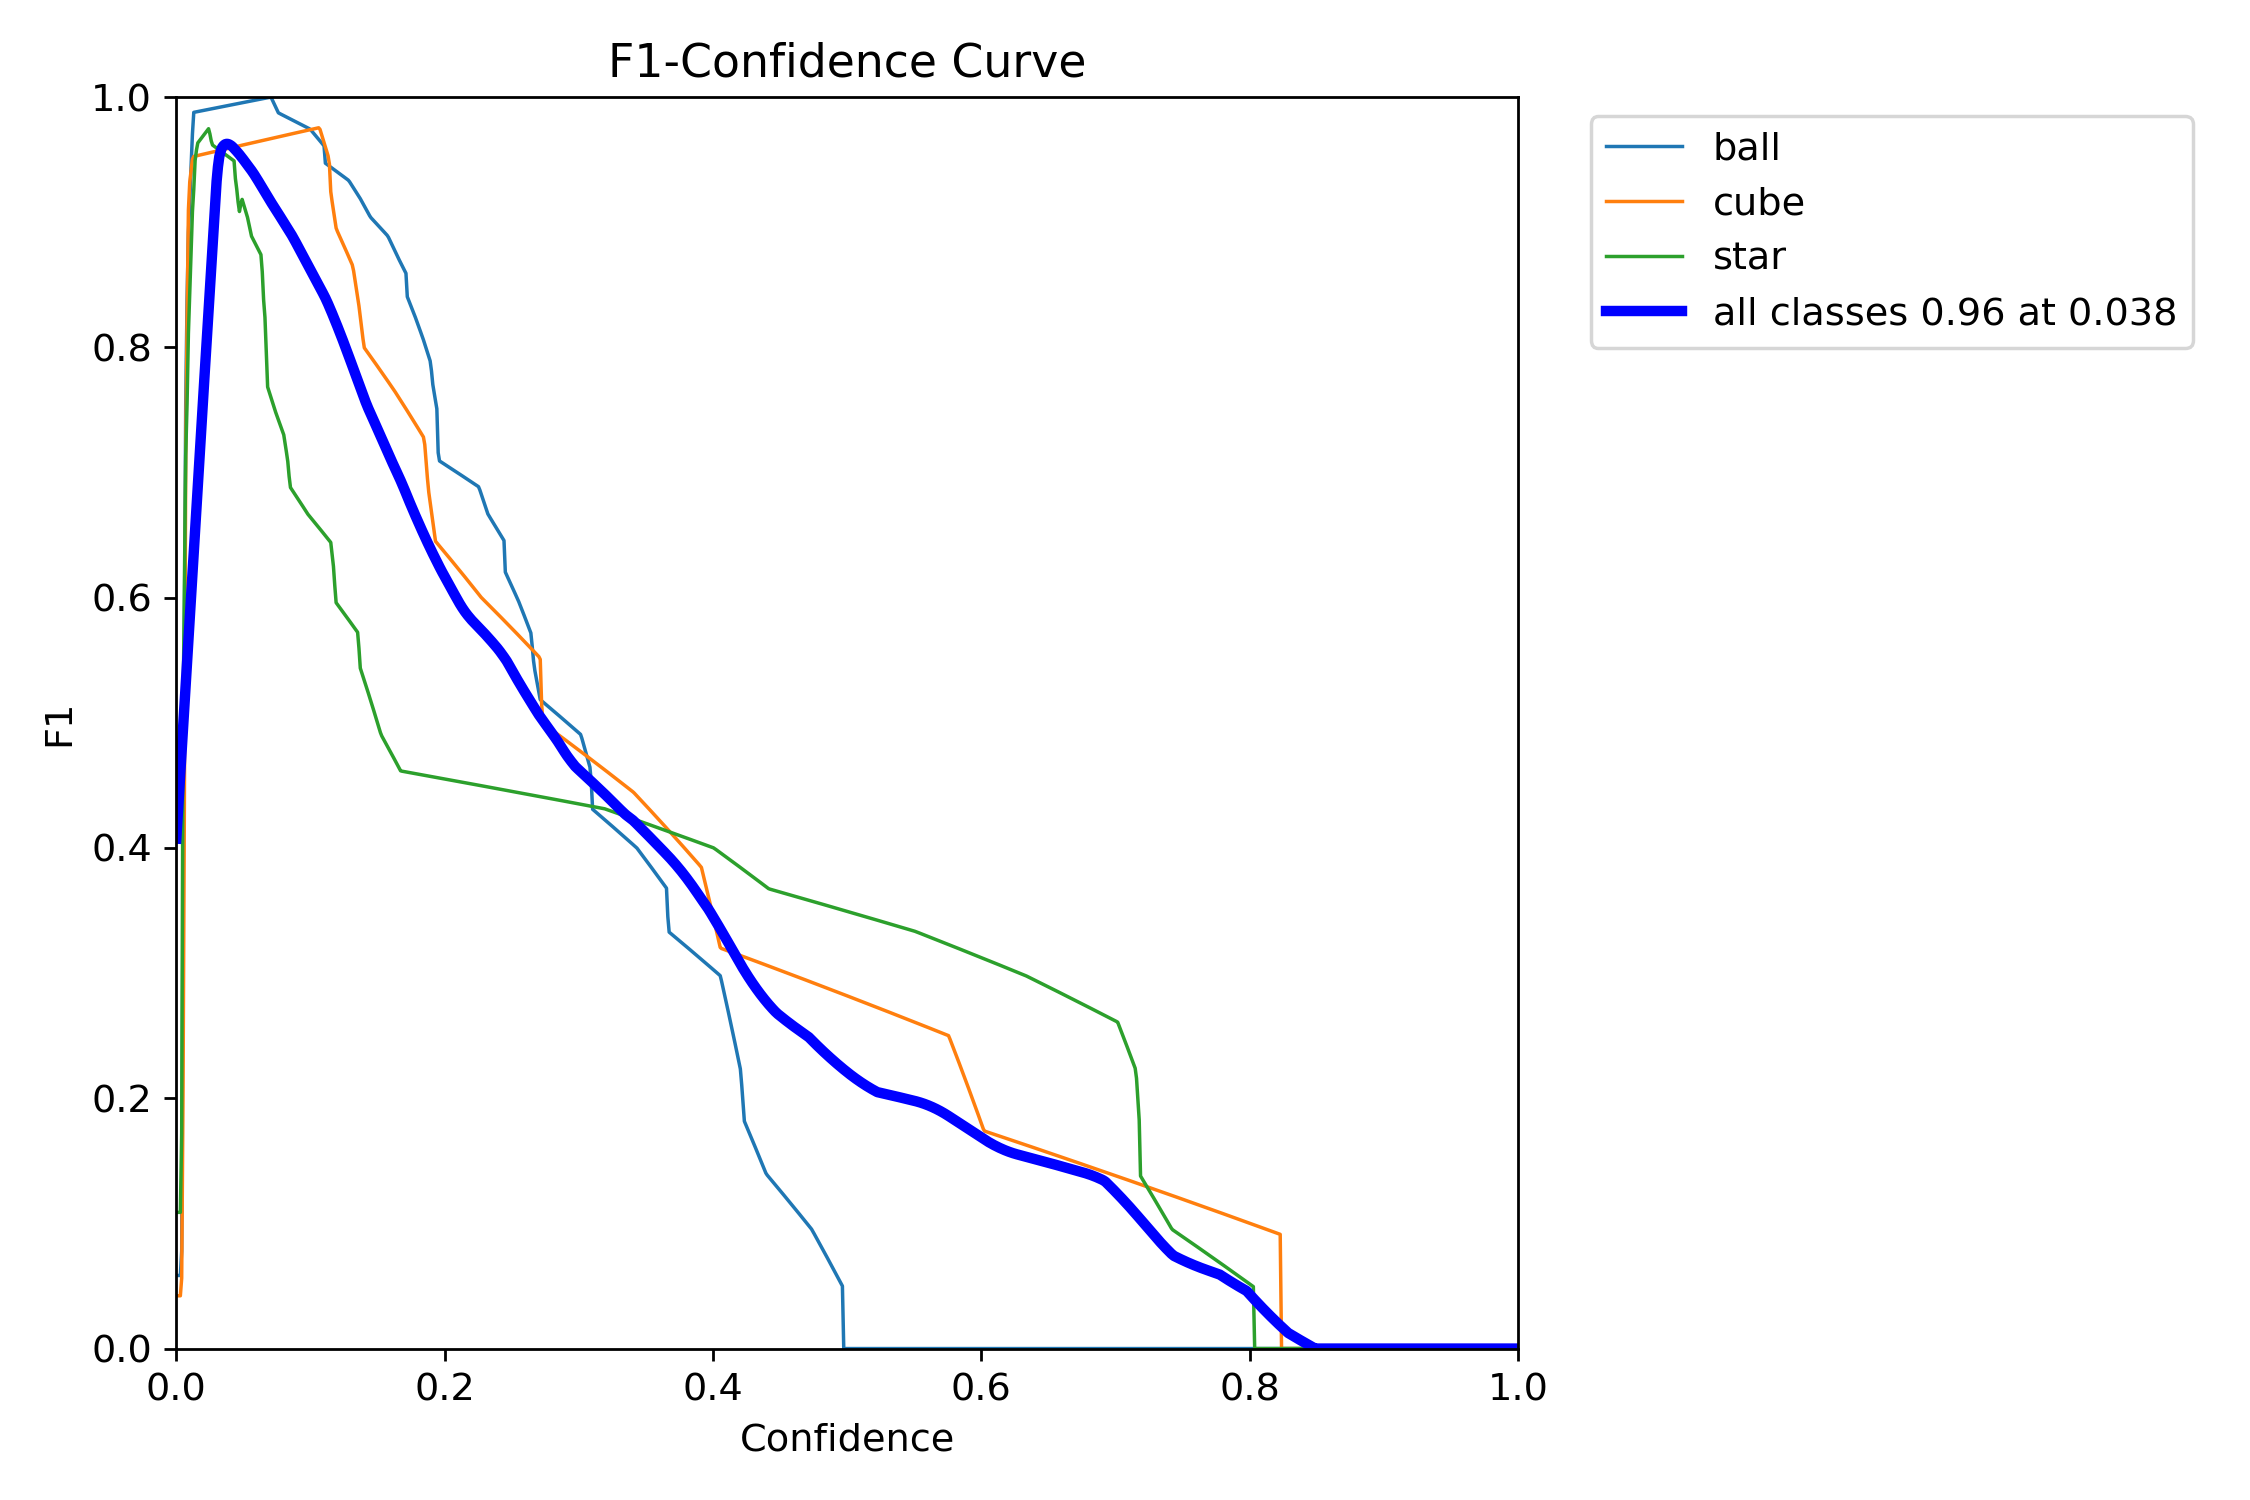 F1-Confidence Curve
1.0
0.8
0.6
0.4
0.2
0.0
F1
0.0 0.2 0.4 0.6 0.8 1.0
Confidence
ball
cube
star
all classes 0.96 at 0.038